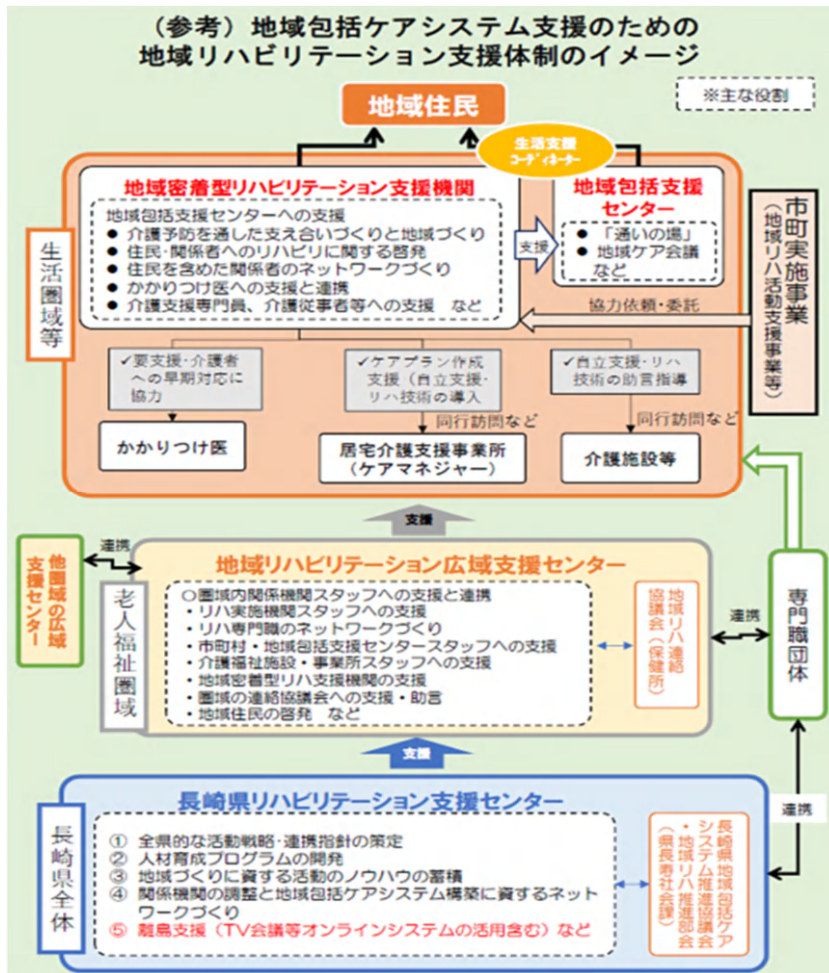 （参考）地域包括ケアシステム支援のための
地域リハビリテーション支援体制のイメージ
※主な役割
地域住民
生活支援
コーディネーター
生活圏域等
地域密着型リハビリテーション支援機関
地域包括支援センターへの支援
● 介護予防を通した支え合いづくりと地域づくり
● 住民・関係者へのリハビリに関する啓発
● 住民を含めた関係者のネットワークづくり
● かかりつけ医への支援と連携
● 介護支援専門員、介護従事者等への支援 など
支援
地域包括支援
センター
● 「通いの場」
● 地域ケア会議
など
協力依頼・委託
市町実施事業
（地域リハ活動支援事業等）
✓要支援・介護者
への早期対応に
協力
かかりつけ医
✓ケアプラン作成
支援（自立支援・
リハ技術の導入
同行訪問など
居宅介護支援事業所
（ケアマネジャー）
✓自立支援・リハ
技術の助言指導
同行訪問など
介護施設等
支援
他圏域の広域
支援センター
連携
老人福祉圏域
地域リハビリテーション広域支援センター
○圏域内関係機関スタッフへの支援と連携
・リハ実施機関スタッフへの支援
・リハ専門職のネットワークづくり
・市町村・地域包括支援センタースタッフへの支援
・介護福祉施設・事業所スタッフへの支援
・地域密着型リハ支援機関の支援
・圏域の連絡協議会への支援・助言
・地域住民の啓発 など
地域リハ連絡
協議会（保健所）
連携
専門職団体
支援
連携
長崎県全体
長崎県リハビリテーション支援センター
① 全県的な活動戦略・連携指針の策定
② 人材育成プログラムの開発
③ 地域づくりに資する活動のノウハウの蓄積
④ 関係機関の調整と地域包括ケアシステム構築に資するネット
ワークづくり
⑤ 離島支援（TV会議等オンラインシステムの活用含む）など
長崎県地域包括ケア
システム推進協議会
・地域リハ推進部会
（県長寿社会課）